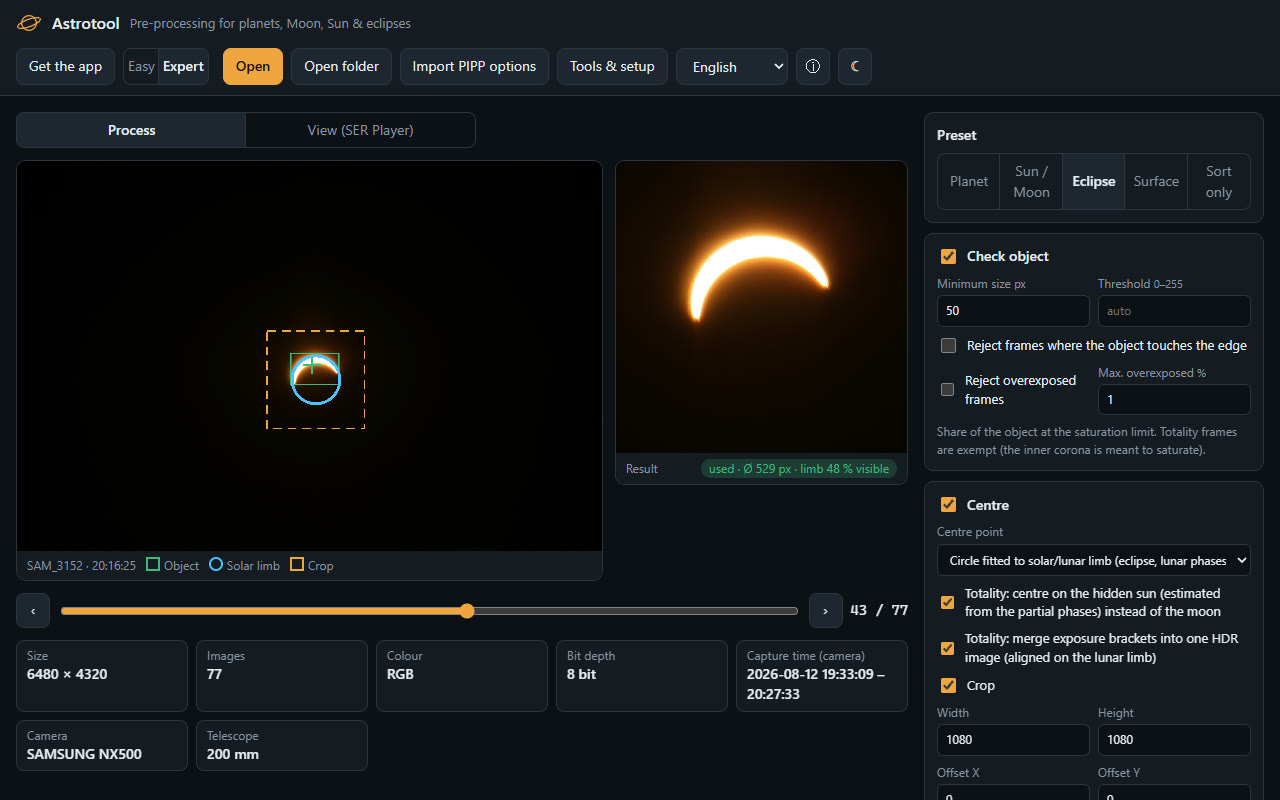 Astrotool Pre-processing for planets, Moon, Sun & eclipses
Get the app Easy Expert Open Open folder Import PIPP options Tools & setup English ⓘ ☾
Process View (SER Player)
Result used · Ø 529 px · limb 48 % visible
SAM_3152 · 20:16:25 Object Solar limb Crop
‹ › 43 / 77
Size
6480 × 4320
Images
77
Colour
RGB
Bit depth
8 bit
Capture time (camera)
2026-08-12 19:33:09 –
20:27:33
Camera
SAMSUNG NX500
Telescope
200 mm
Preset
Planet
Sun /
Moon
Eclipse
Surface
Sort
only
Check object
Minimum size px Threshold 0–255
50 auto
Reject frames where the object touches the edge
Reject overexposed
frames
Max. overexposed %
1
Share of the object at the saturation limit. Totality frames
are exempt (the inner corona is meant to saturate).
Centre
Centre point
Circle fitted to solar/lunar limb (eclipse, lunar phases
Totality: centre on the hidden sun (estimated
from the partial phases) instead of the moon
Totality: merge exposure brackets into one HDR
image (aligned on the lunar limb)
Crop
Width Height
1080 1080
Offset X Offset Y
0 0